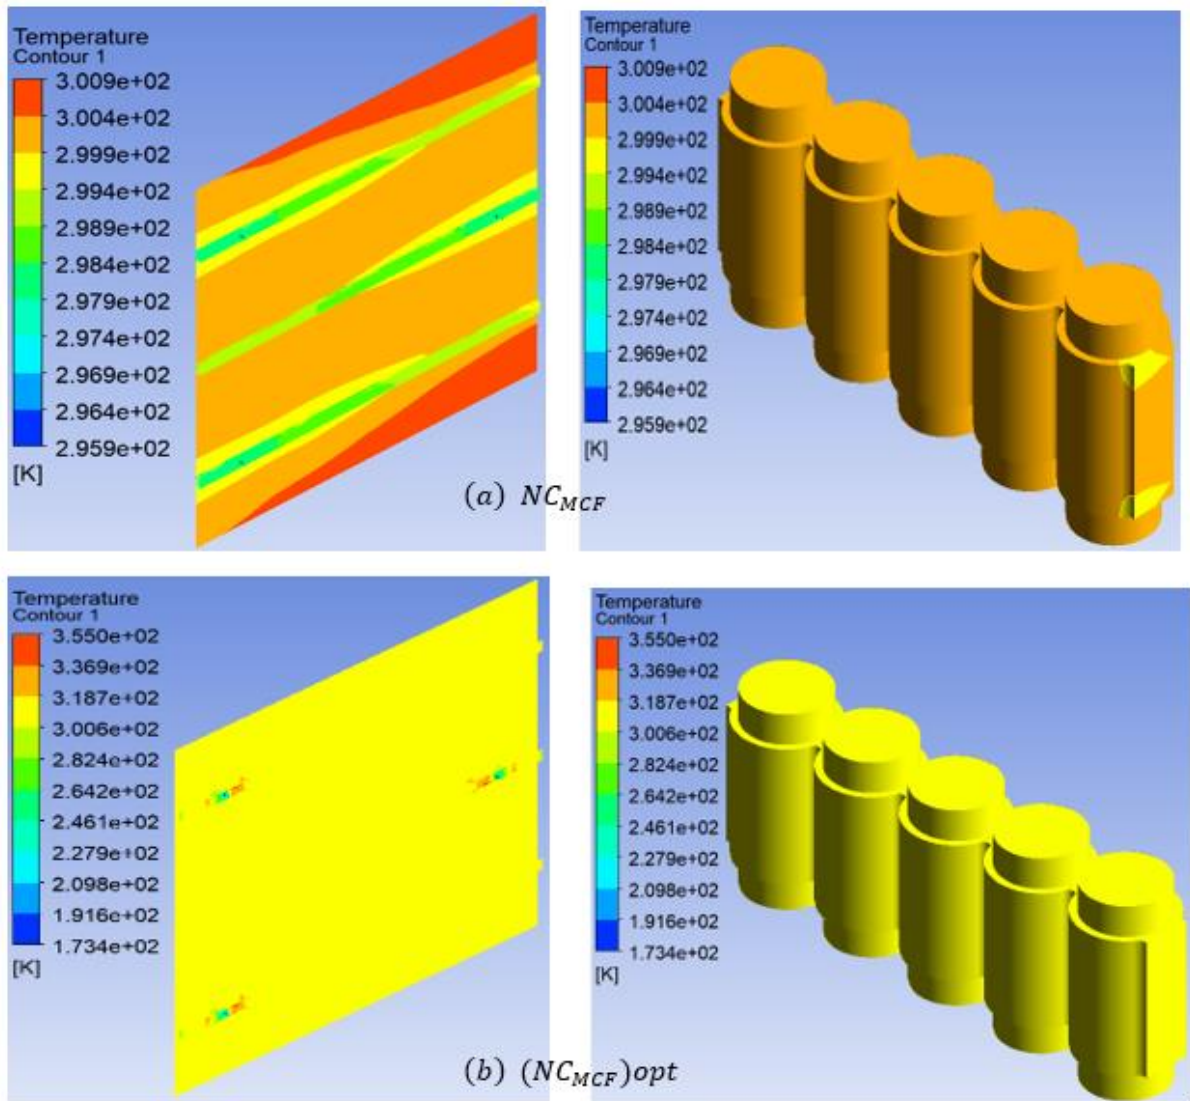 Temperature
Contour 1
3.009e+02
3.004e+02
2.999e+02
2.994e+02
2.989e+02
2.984e+02
2.979e+02
2.974e+02
2.969e+02
2.964e+02
2.959e+02
[K]
Temperature
Contour 1
3.009e+02
3.004e+02
2.999e+02
2.994e+02
2.989e+02
2.984e+02
2.979e+02
2.974e+02
2.969e+02
2.964e+02
2.959e+02
[K]
(a) NC_MCF
Temperature
Contour 1
3.550e+02
3.369e+02
3.187e+02
3.006e+02
2.824e+02
2.642e+02
2.461e+02
2.279e+02
2.098e+02
1.916e+02
1.734e+02
[K]
Temperature
Contour 1
3.550e+02
3.369e+02
3.187e+02
3.006e+02
2.824e+02
2.642e+02
2.461e+02
2.279e+02
2.098e+02
1.916e+02
1.734e+02
[K]
(b) (NC_MCF)opt